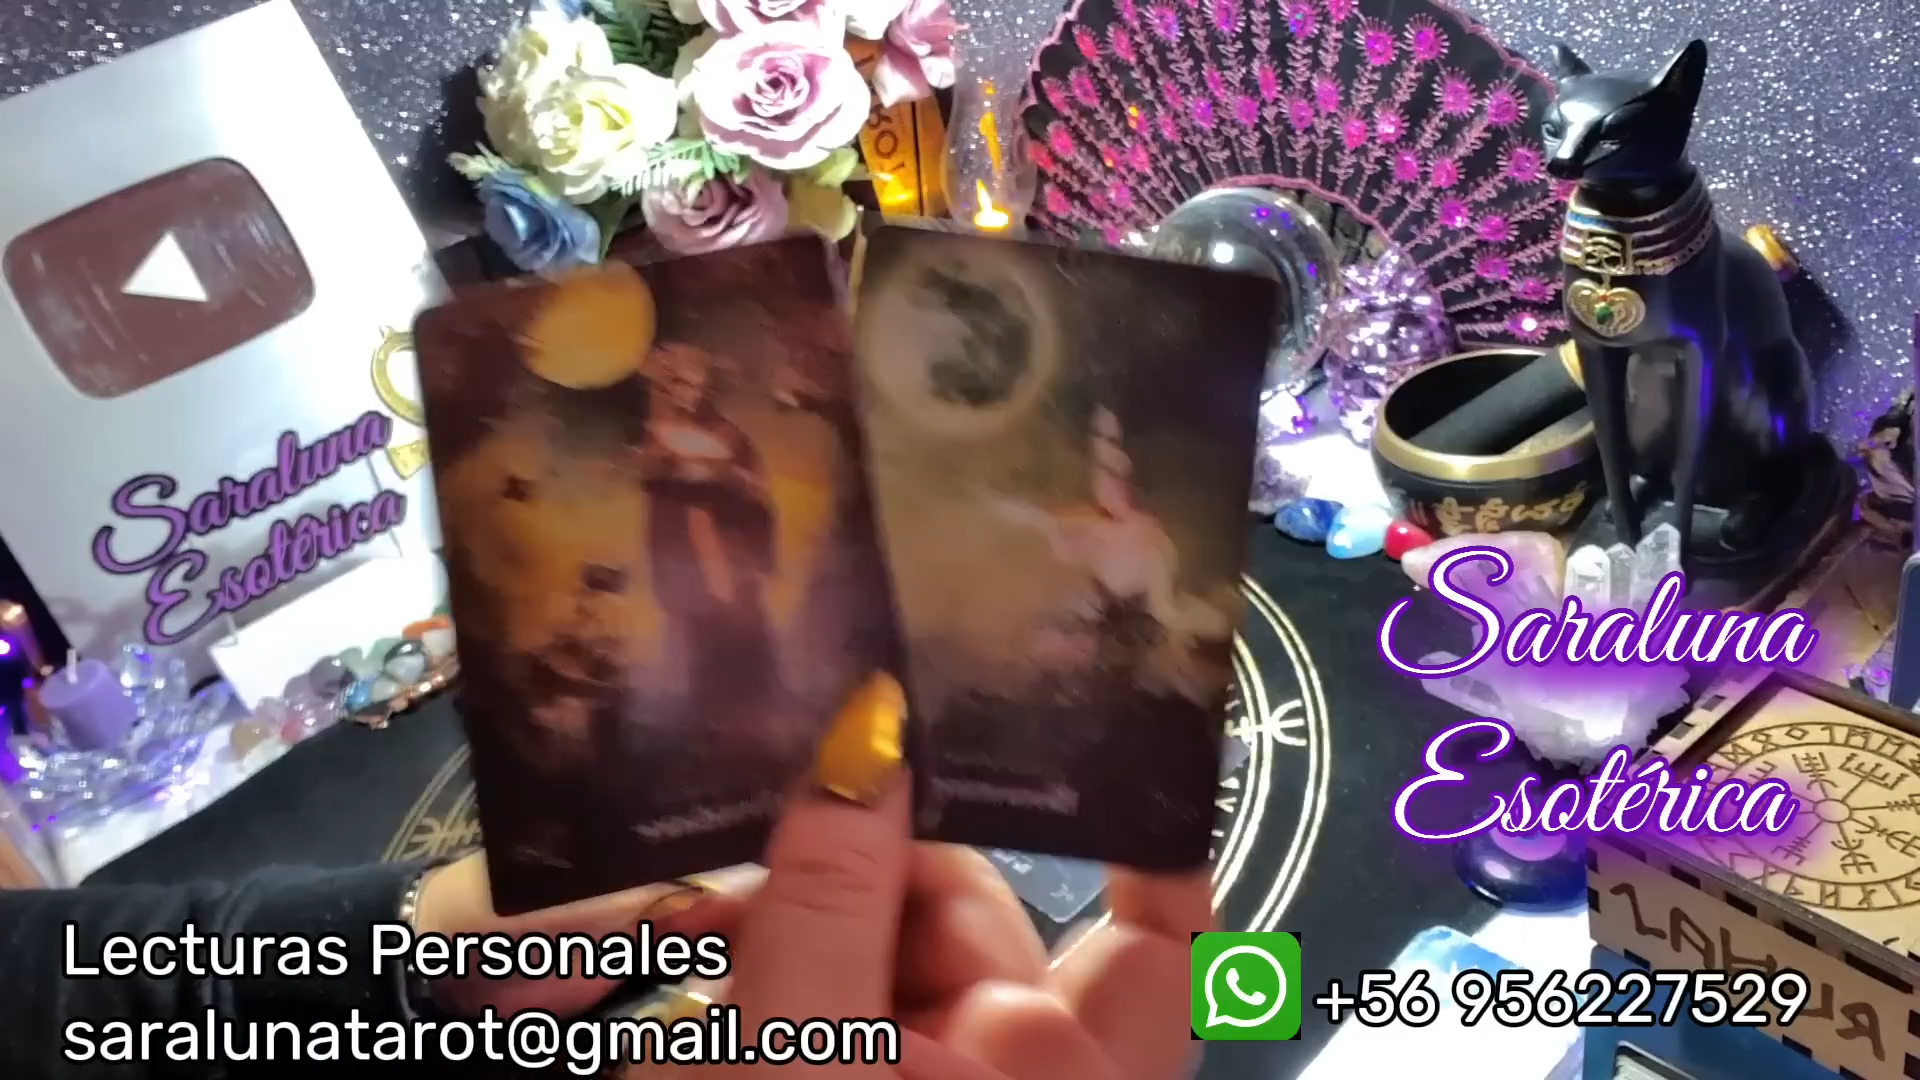 Saraluna
Esotérica
Saraluna
Esotérica
Lecturas Personales
saralunatarot@gmail.com
+56 956227529